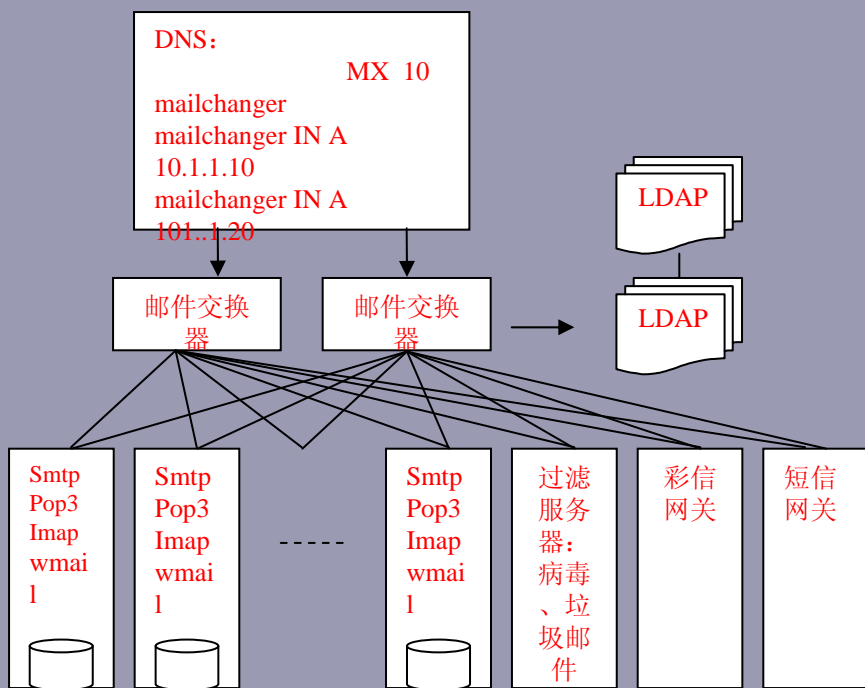 DNS：
MX 10
mailchanger
mailchanger IN A
10.1.1.10
mailchanger IN A
101..1.20
LDAP
LDAP
邮件交换
器
邮件交换
器
Smtp
Pop3
Imap
wmai
l
Smtp
Pop3
Imap
wmai
l
Smtp
Pop3
Imap
wmai
l
过滤
服务
器：
病毒
、垃
圾邮
件
彩信
网关
短信
网关